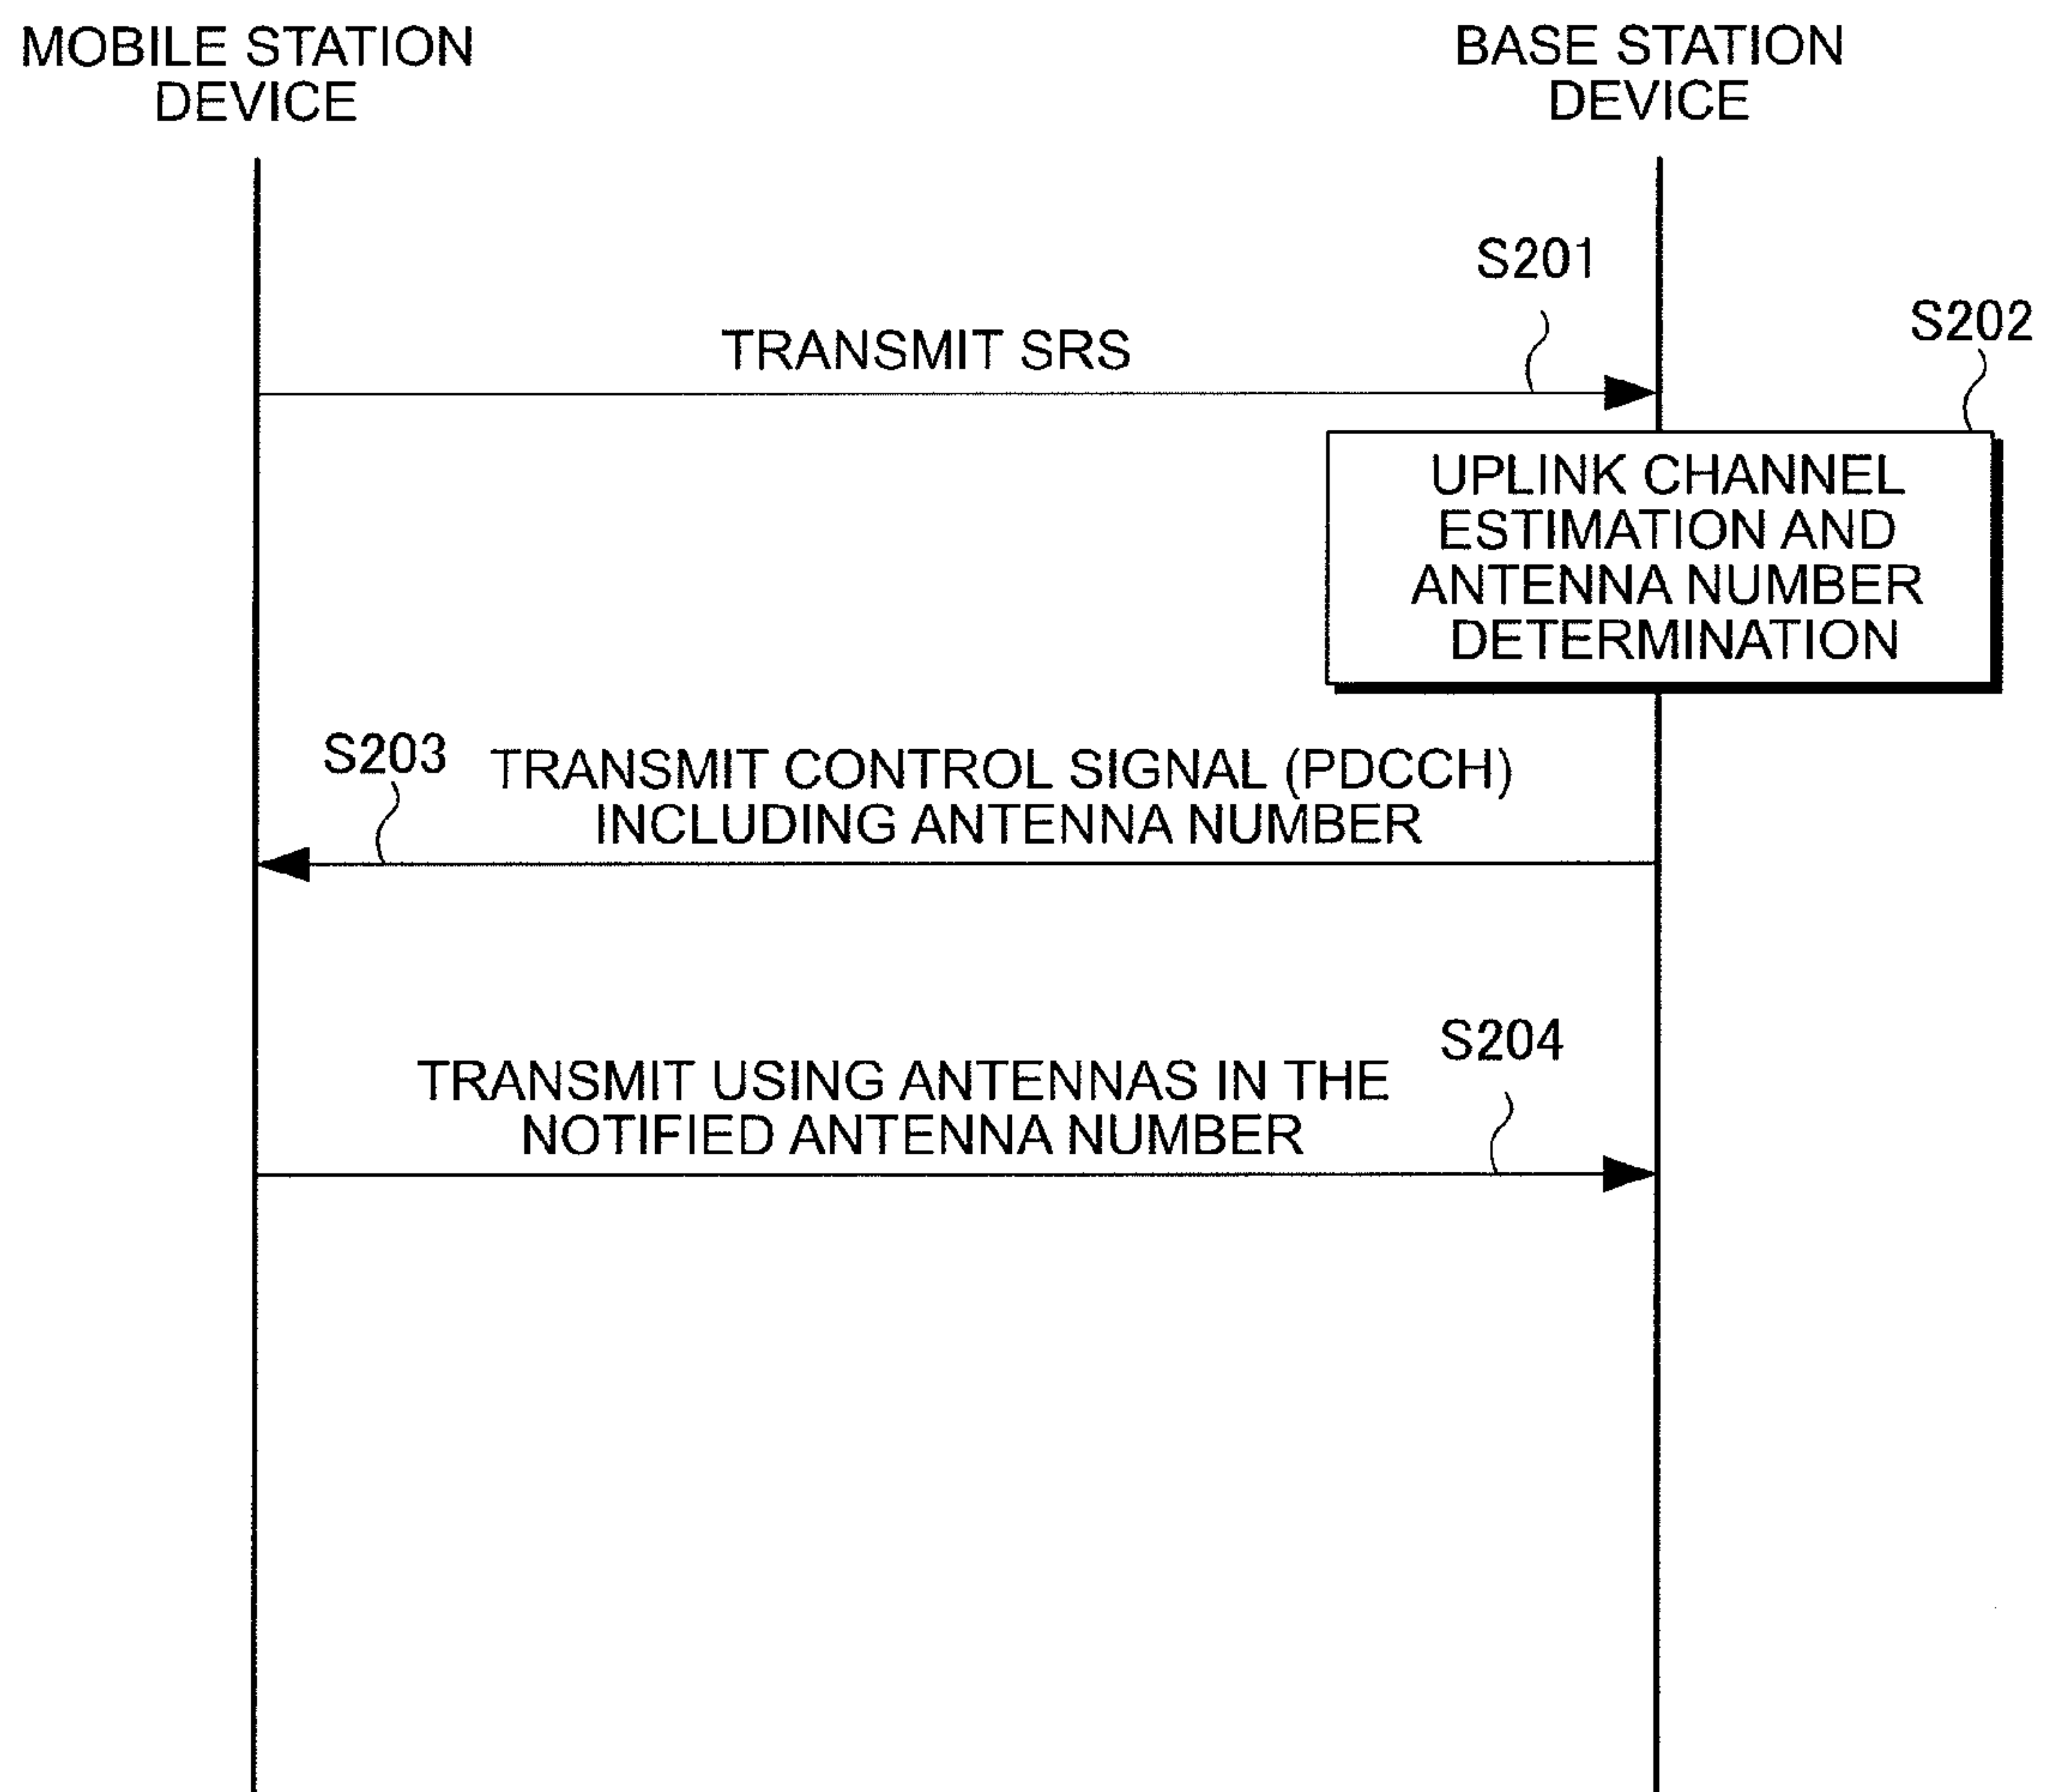 MOBILE STATION
DEVICE
BASE STATION
DEVICE
S201
S202
TRANSMIT SRS
UPLINK CHANNEL
ESTIMATION AND
ANTENNA NUMBER
DETERMINATION
S203
TRANSMIT CONTROL SIGNAL (PDCCH)
INCLUDING ANTENNA NUMBER
S204
TRANSMIT USING ANTENNAS IN THE
NOTIFIED ANTENNA NUMBER